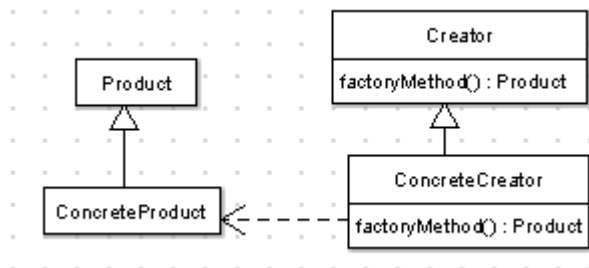 Creator
factoryMethod() : Product
Product
ConcreteCreator
factoryMethod() : Product
ConcreteProduct